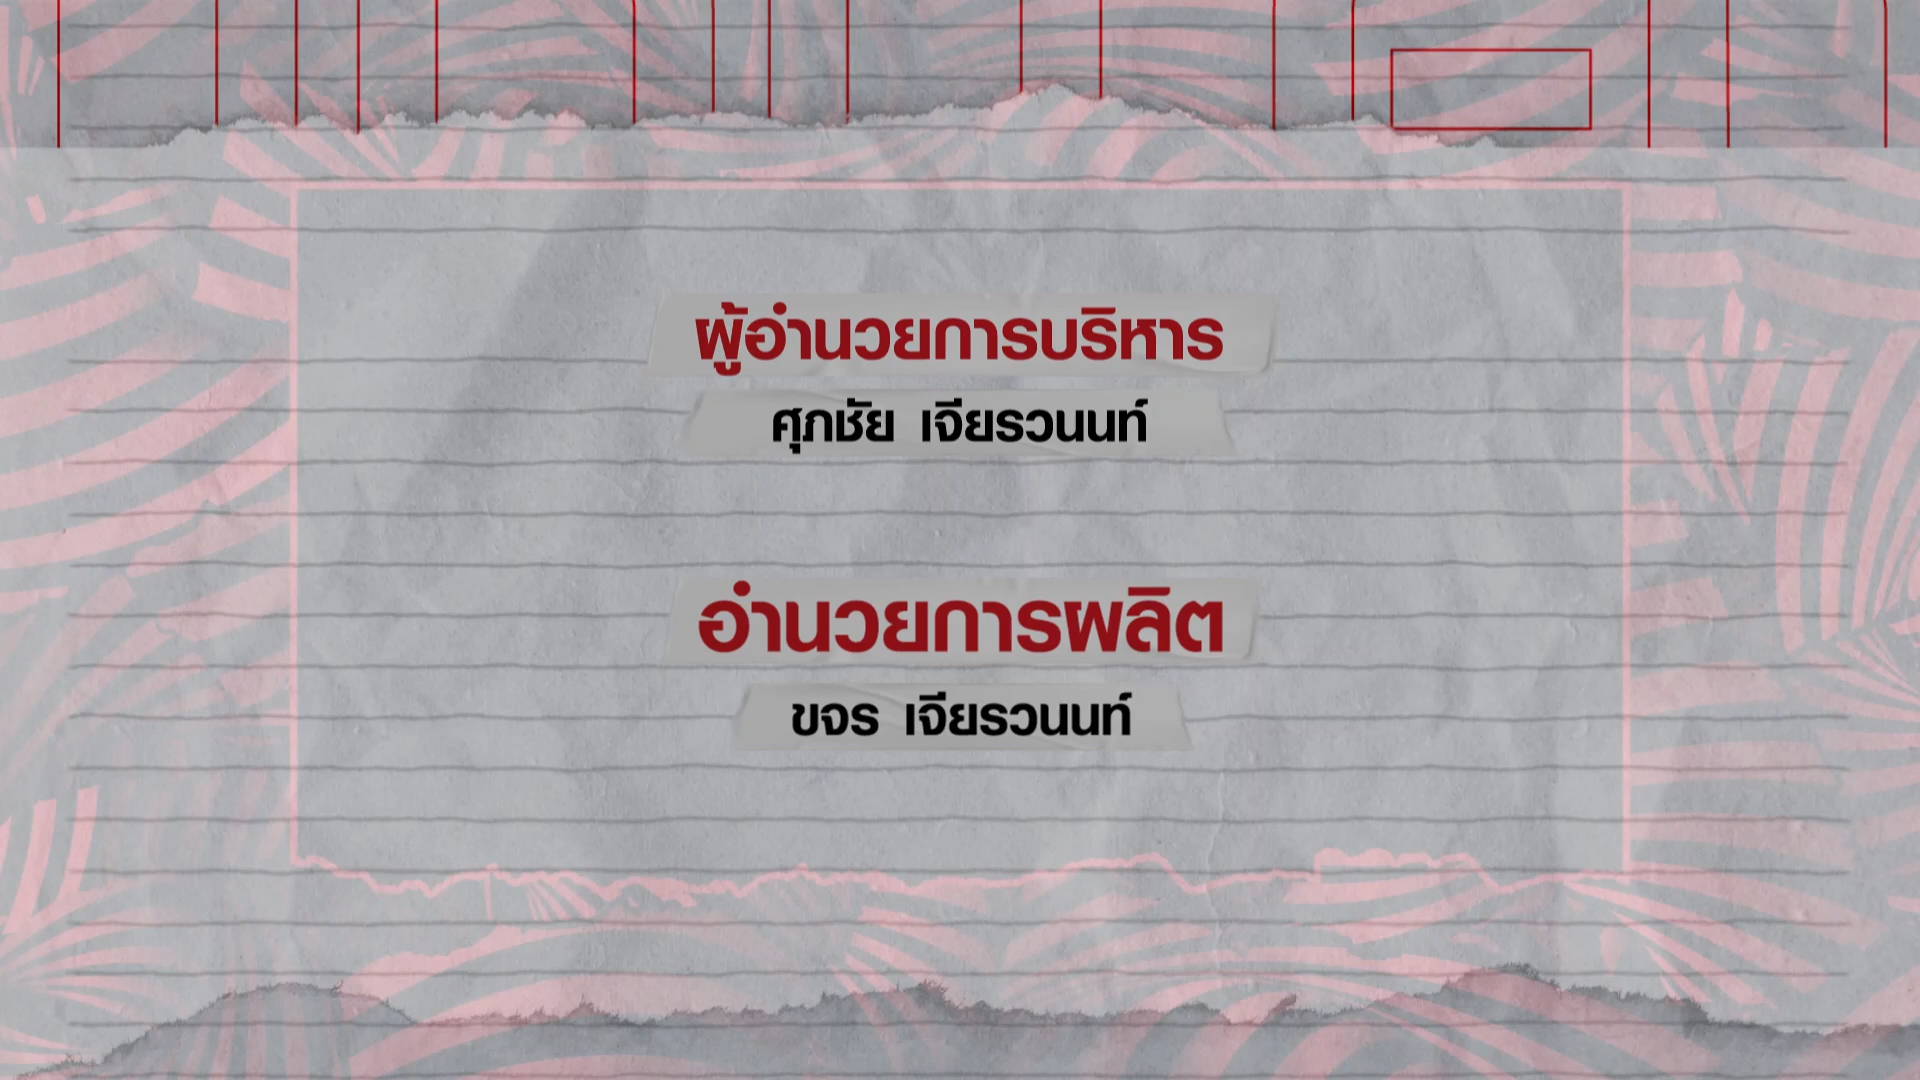 ผู้อำนวยการบริหาร
ศุภชัย เจียรวนนท์
อำนวยการผลิต
ขจร เจียรวนนท์